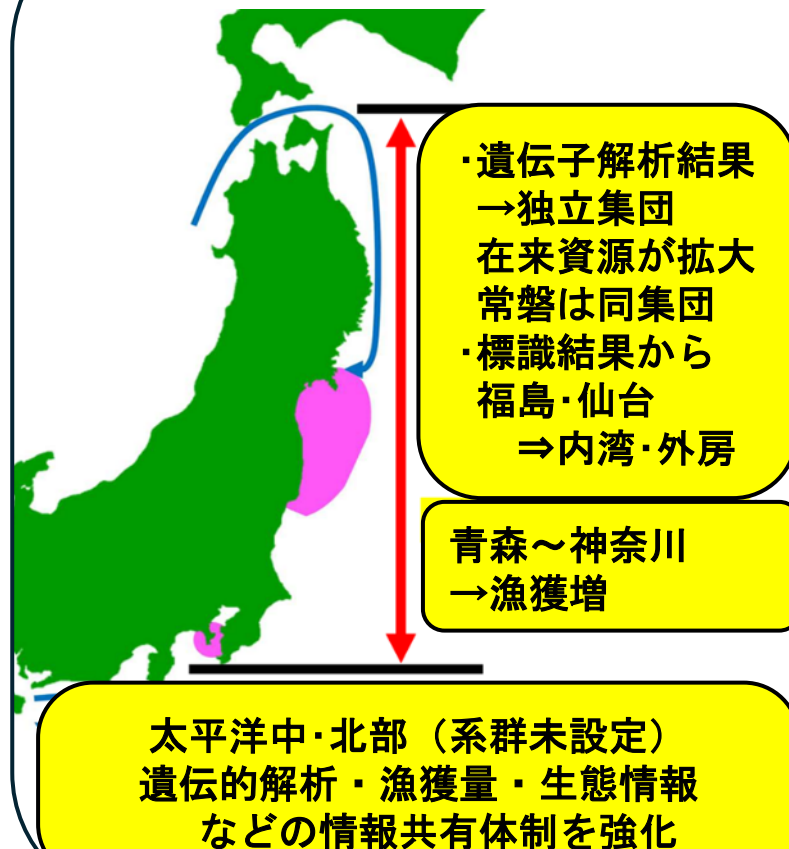 ・遺伝子解析結果
→独立集団
在来資源が拡大
常磐は同集団
・標識結果から
福島・仙台
⇒内湾・外房
青森～神奈川
→漁獲増
太平洋中・北部（系群未設定）
遺伝的解析・漁獲量・生態情報
などの情報共有体制を強化